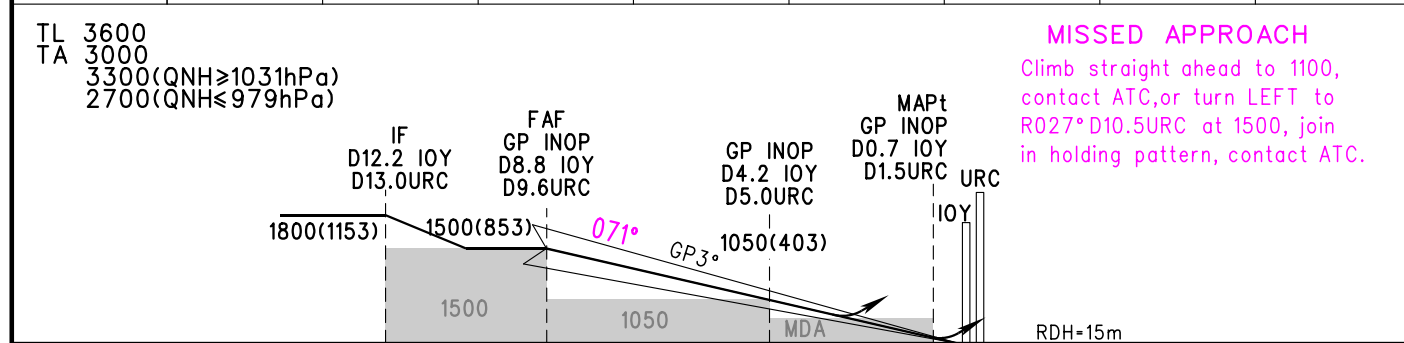 TL 3600
TA 3000
3300(QNH≥1031hPa)
2700(QNH≤979hPa)
MISSED APPROACH
Climb straight ahead to 1100,
contact ATC,or turn LEFT to
R027° D10.5URC at 1500, join
in holding pattern, contact ATC.
IF
D12.2 IOY
D13.0URC
FAF
GP INOP
D8.8 IOY
D9.6URC
GP INOP
D4.2 IOY
D5.0URC
MAPt
GP INOP
D0.7 IOY
D1.5URC
URC
IOY
1800(1153)
1500(853)
071°
GP3°
1050(403)
1500
1050
MDA
RDH=15m